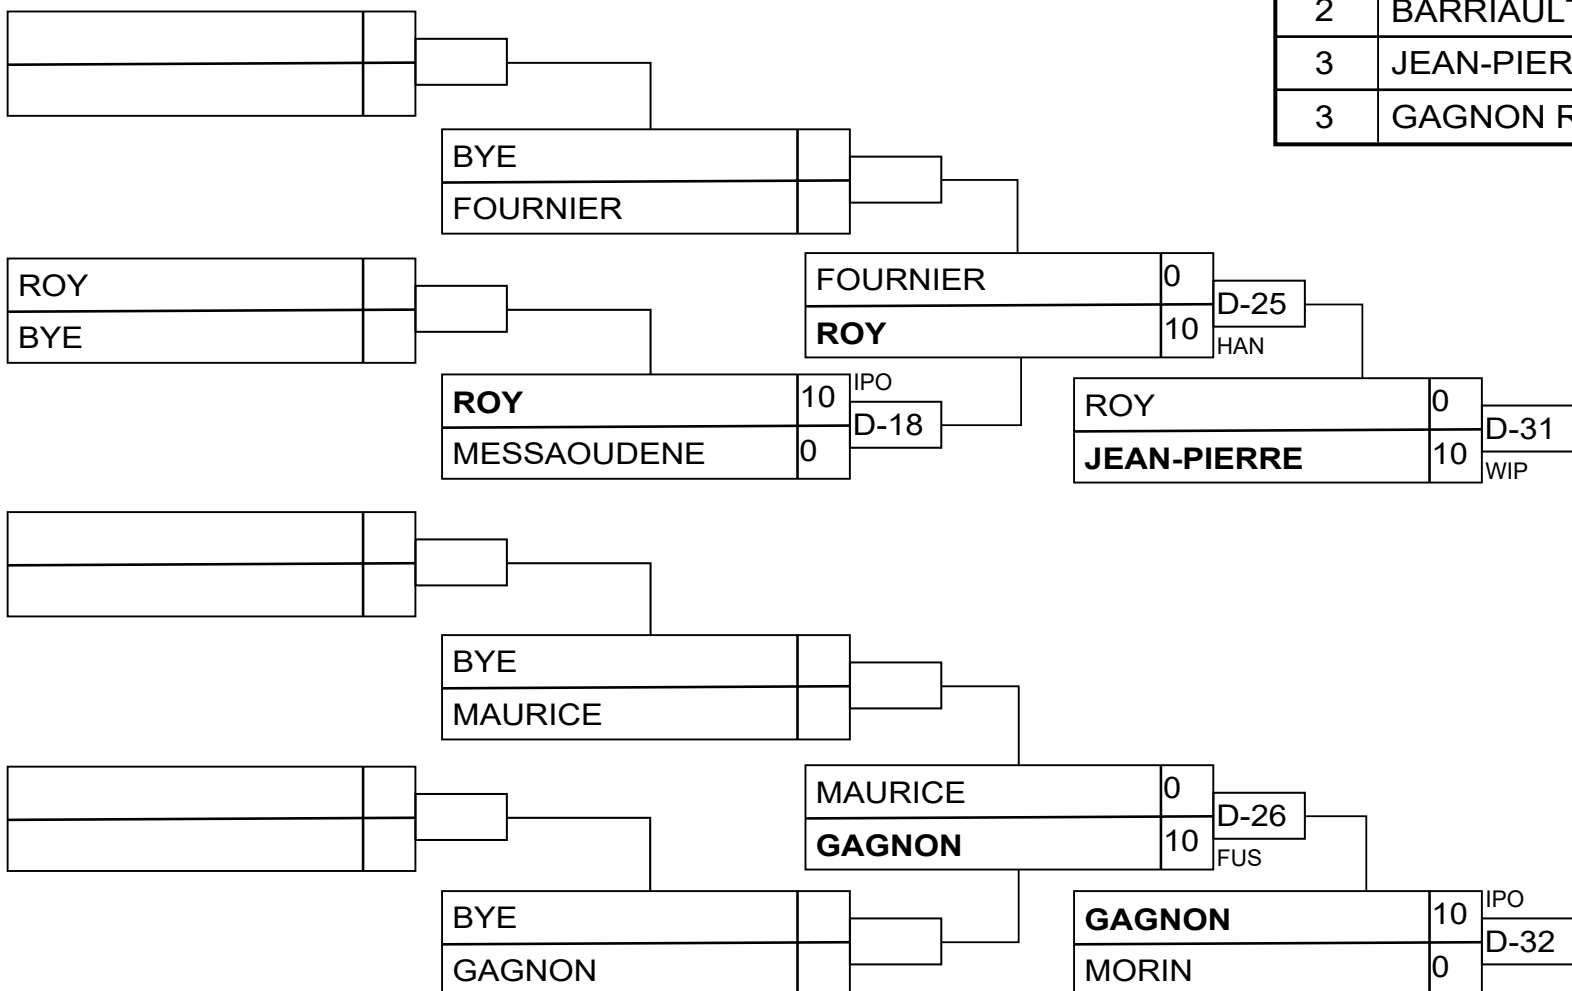 2 BARRIAULT
3 JEAN-PIER
3 GAGNON R
BYE
FOURNIER
ROY
BYE
FOURNIER 0
ROY 10
D-25
HAN
ROY 10
MESSAOUDENE 0
IPO
D-18
ROY 0
JEAN-PIERRE 10
D-31
WIP
BYE
MAURICE
MAURICE 0
GAGNON 10
D-26
FUS
BYE
GAGNON
GAGNON 10
MORIN 0
IPO
D-32